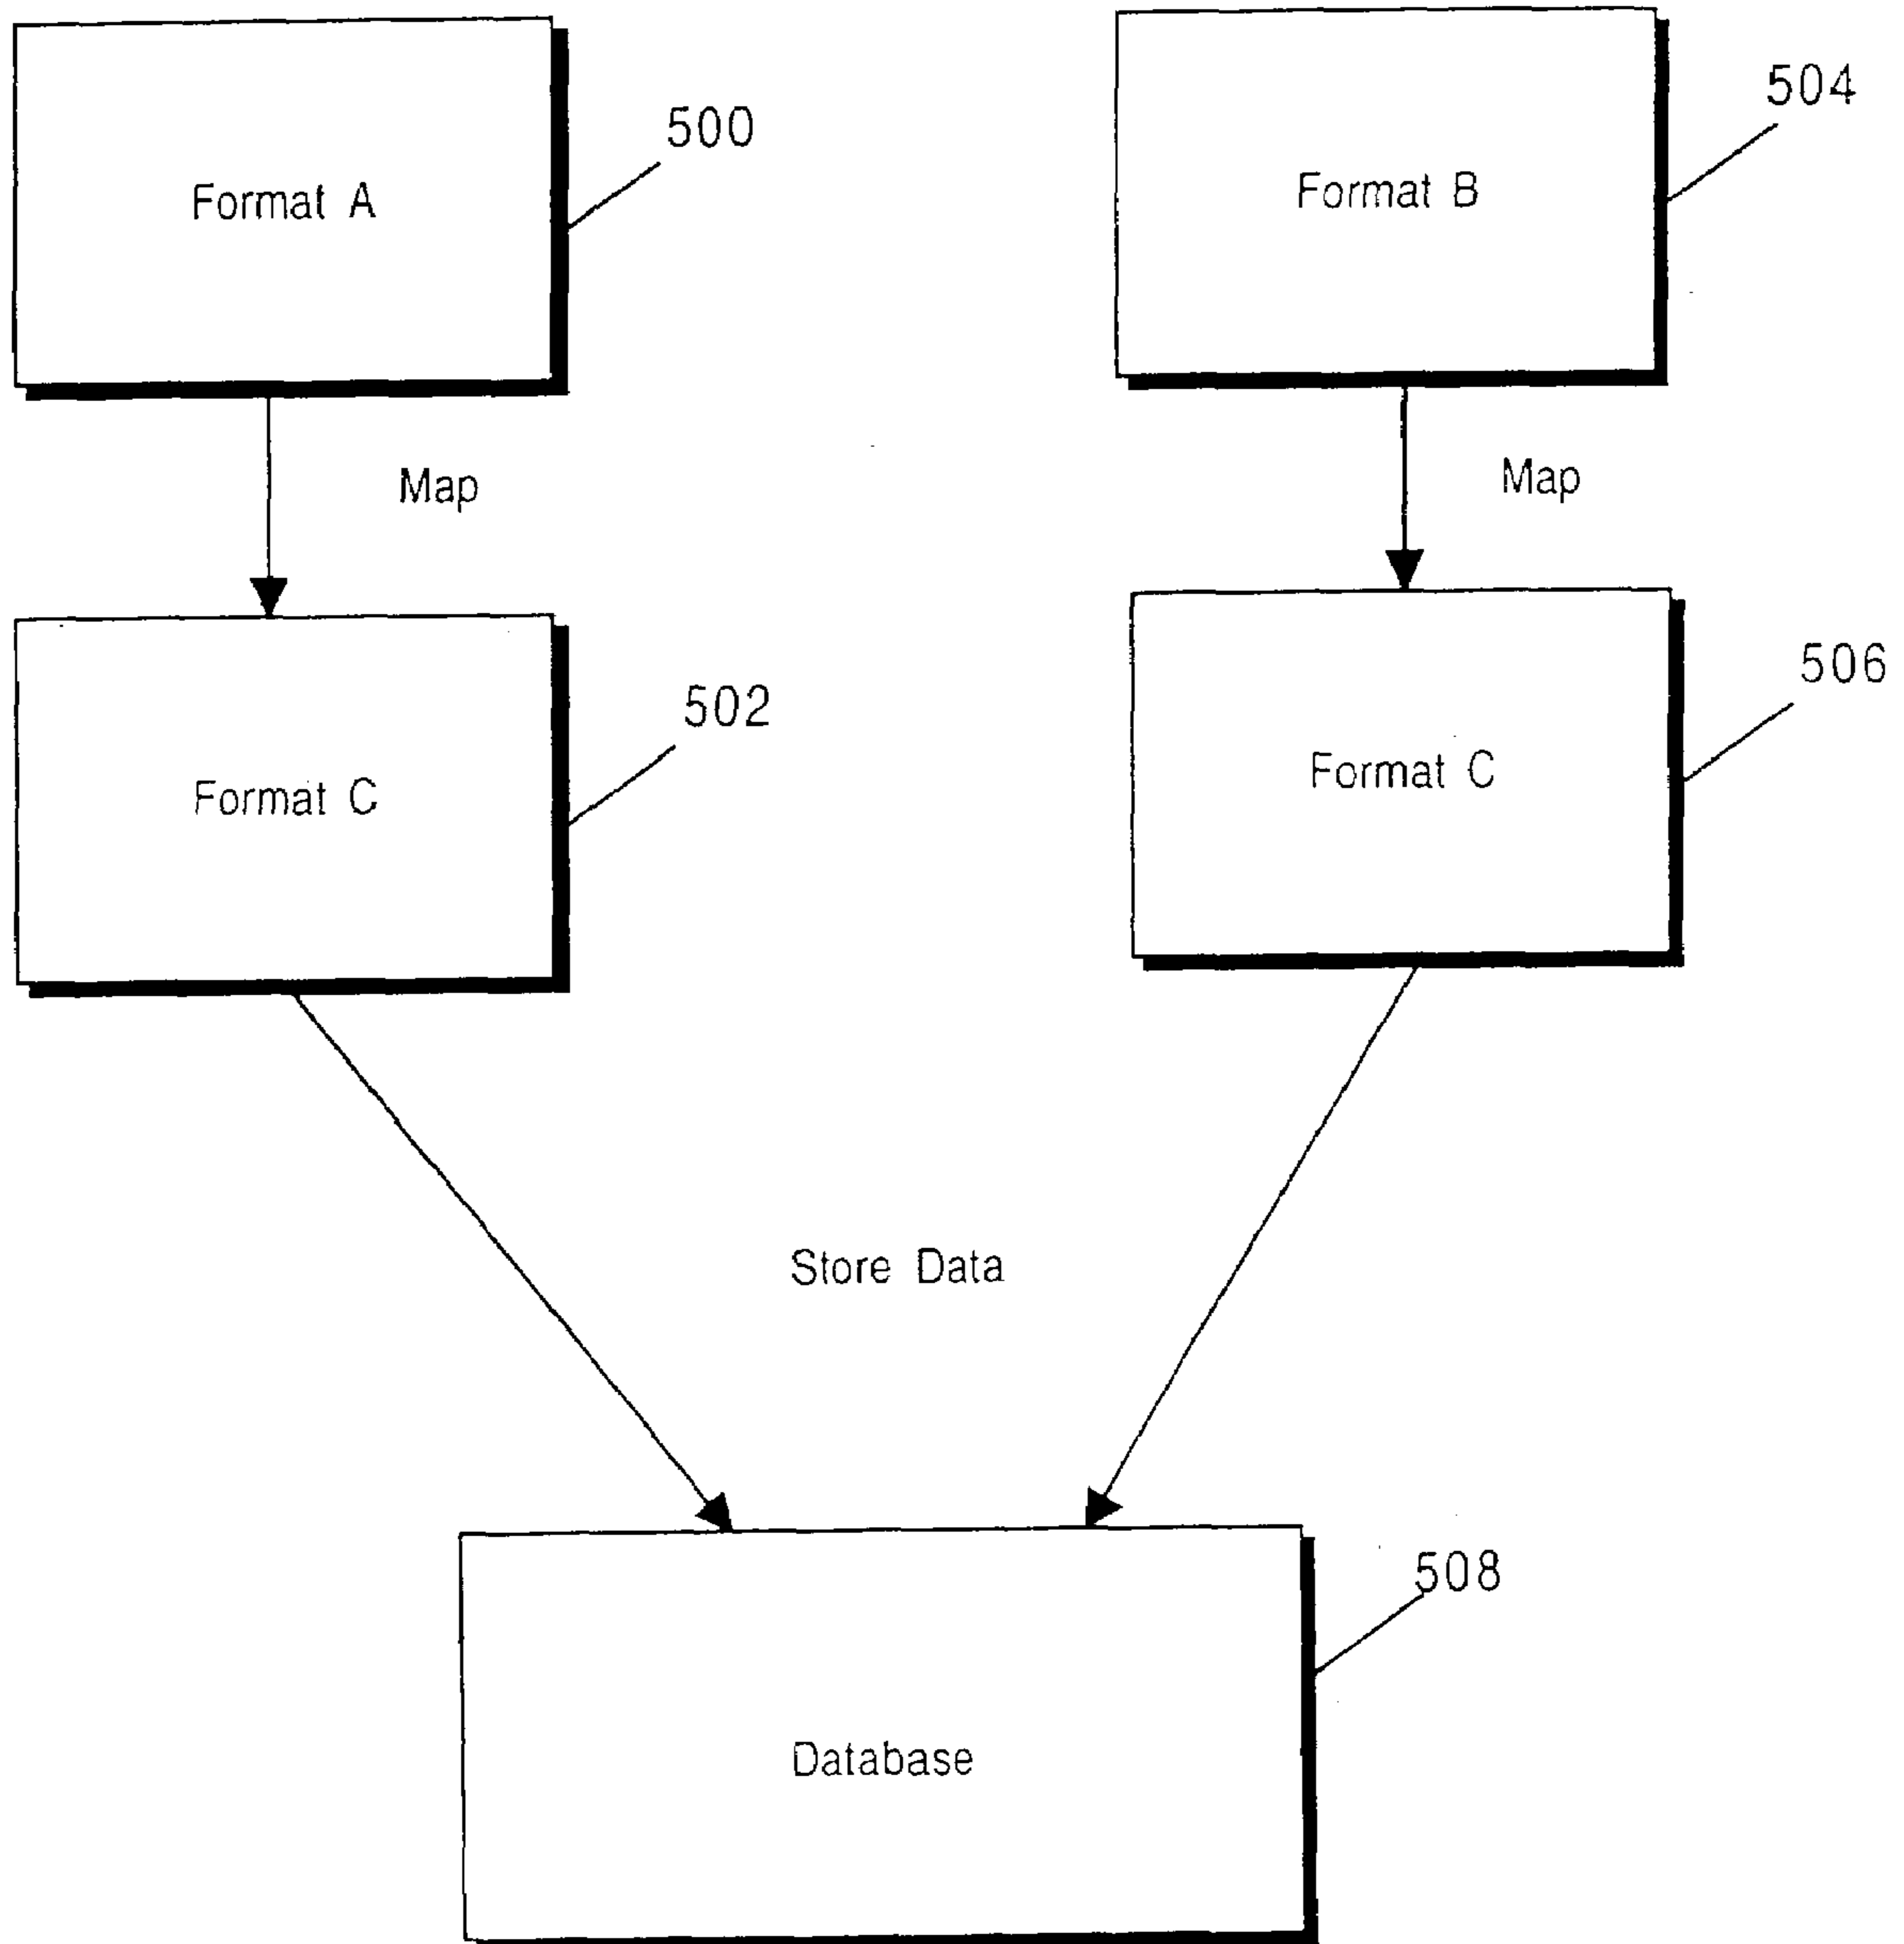 504
500
Format A
Format B
Map
Map
506
502
Format C
Format C
Store Data
508
Database